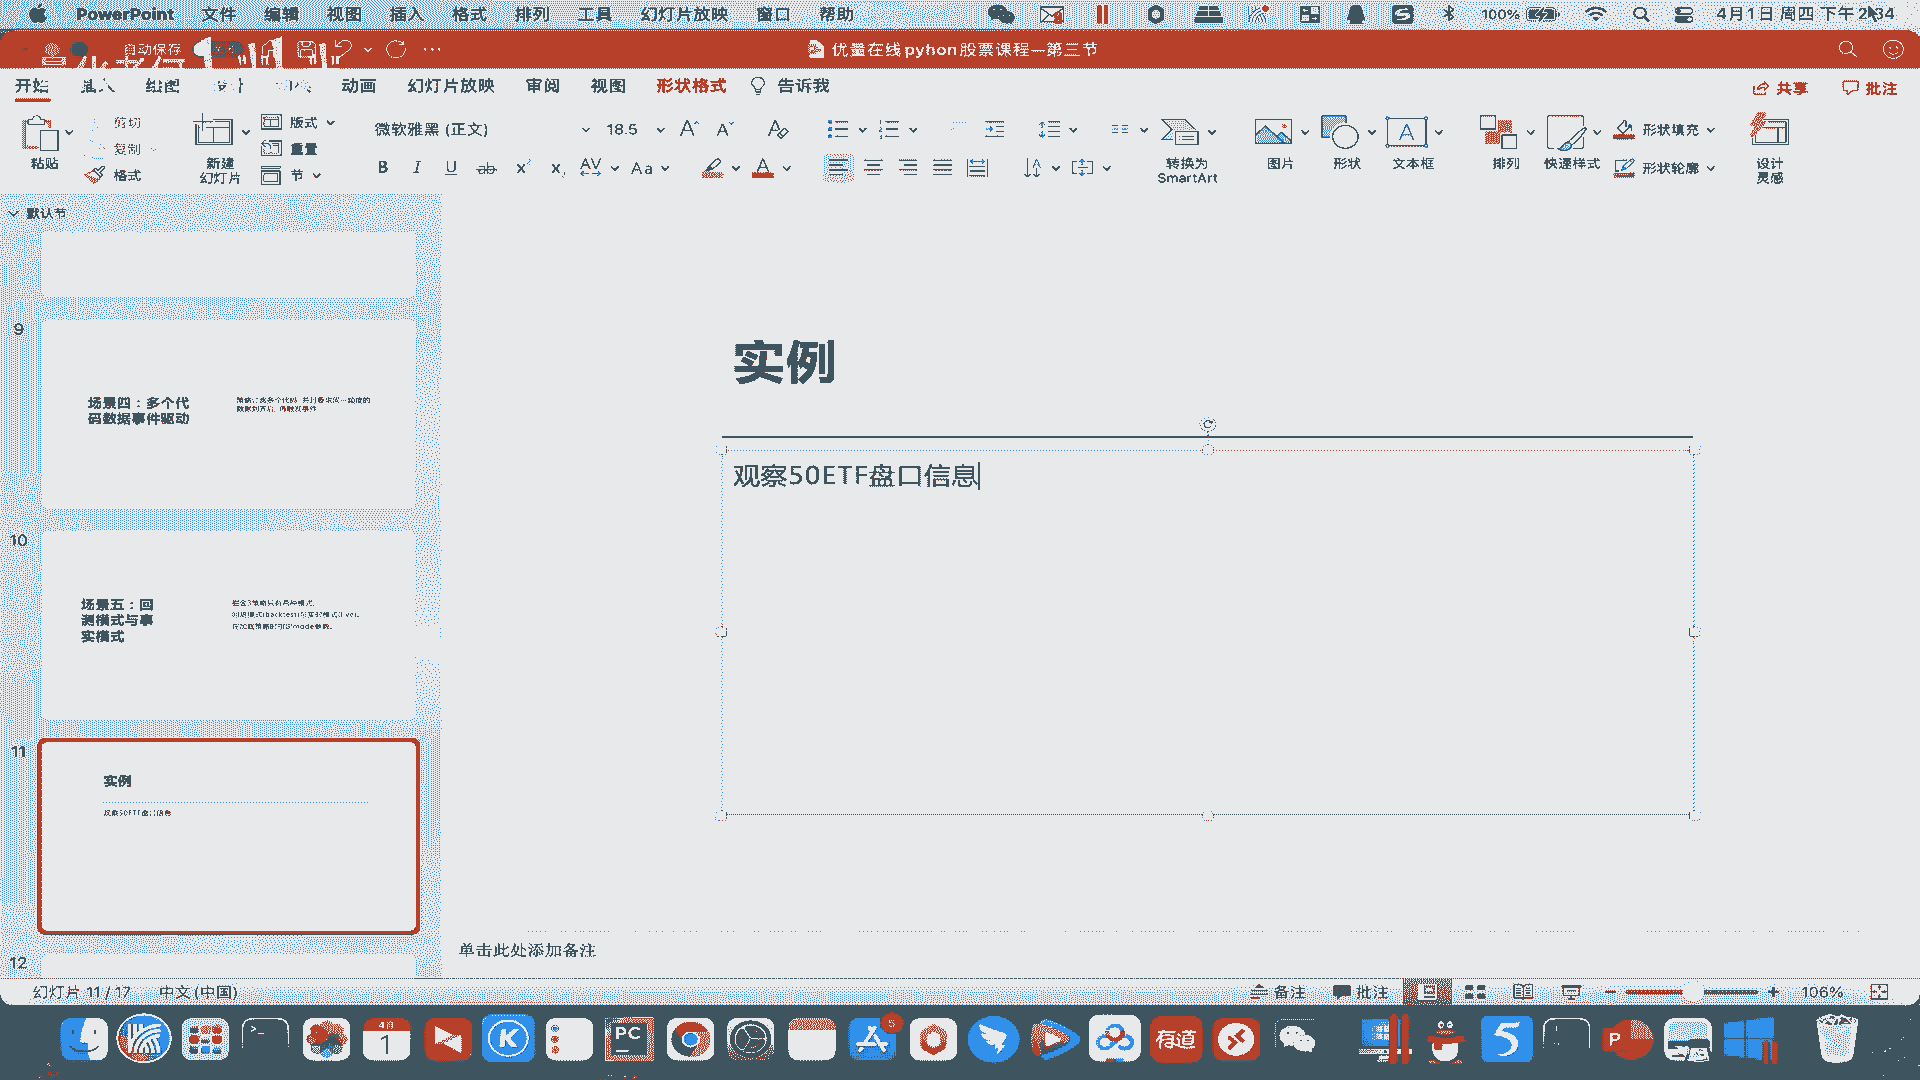 PowerPoint 文件 编辑 视图 插入 格式 排列 工具 幻灯片放映 窗口 帮助 100% 4月1日 周四 下午 2:34
自动保存 优量在线pyhon股票课程—第三节
开始 插入 绘图 设计 切换 动画 幻灯片放映 审阅 视图 形状格式 告诉我 共享 批注
粘贴 剪切 复制 格式
新建
幻灯片
版式
重置
节
微软雅黑 (正文) 18.5
转换为
SmartArt
图片 形状 文本框 排列 快速样式
形状填充
形状轮廓
设计
灵感
默认节
9
场景四：多个代
码数据事件驱动
10
场景五：回
测模式与事
实模式
11
实例
观察50ETF盘口信息
12
实例
观察50ETF盘口信息
单击此处添加备注
幻灯片 11 / 17 中文 (中国) 备注 批注 106%
4月
1
PC
5
有道